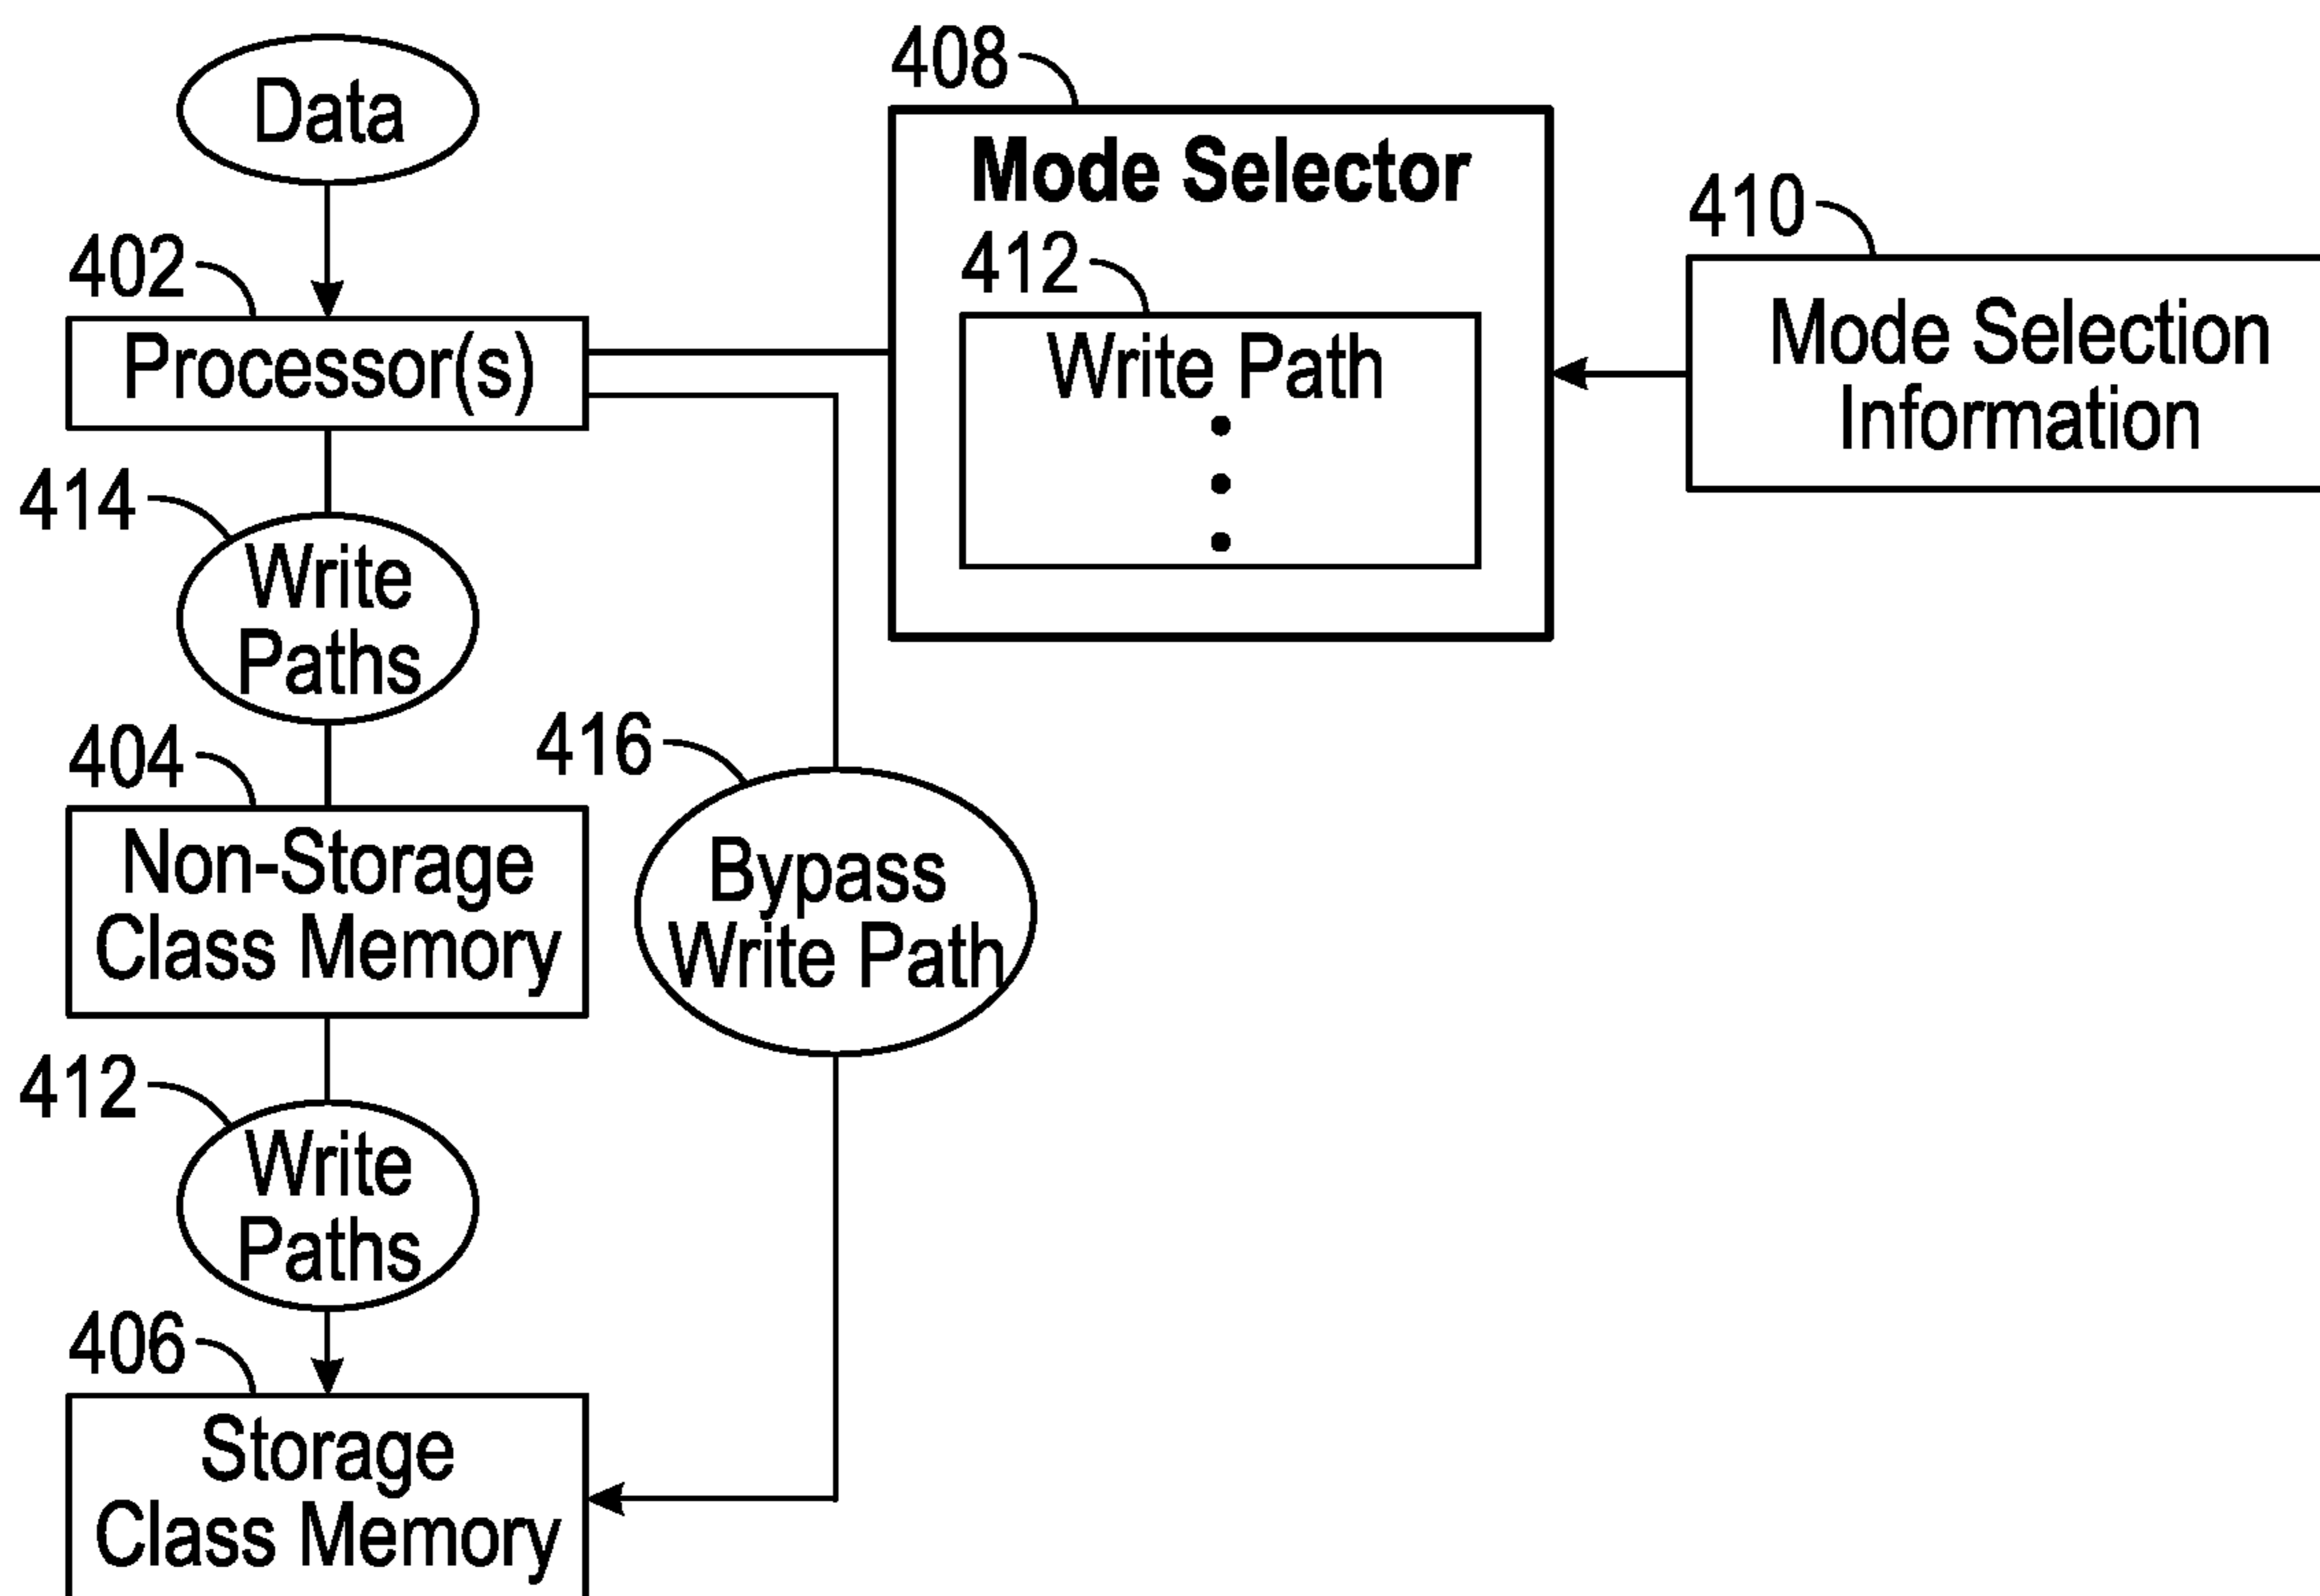 Data
408
Mode Selector
412
Write Path
410
Mode Selection
Information
402
Processor(s)
414
Write
Paths
404
Non-Storage
Class Memory
416
Bypass
Write Path
412
Write
Paths
406
Storage
Class Memory